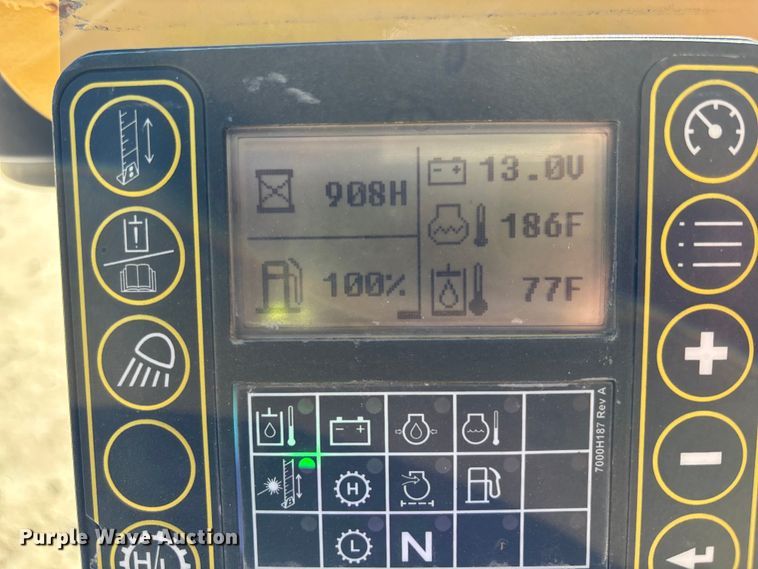 908H
13.0V
186F
100%
77F
7000H187 Rev A
H
L
N
H/L
Purple Wave Auction